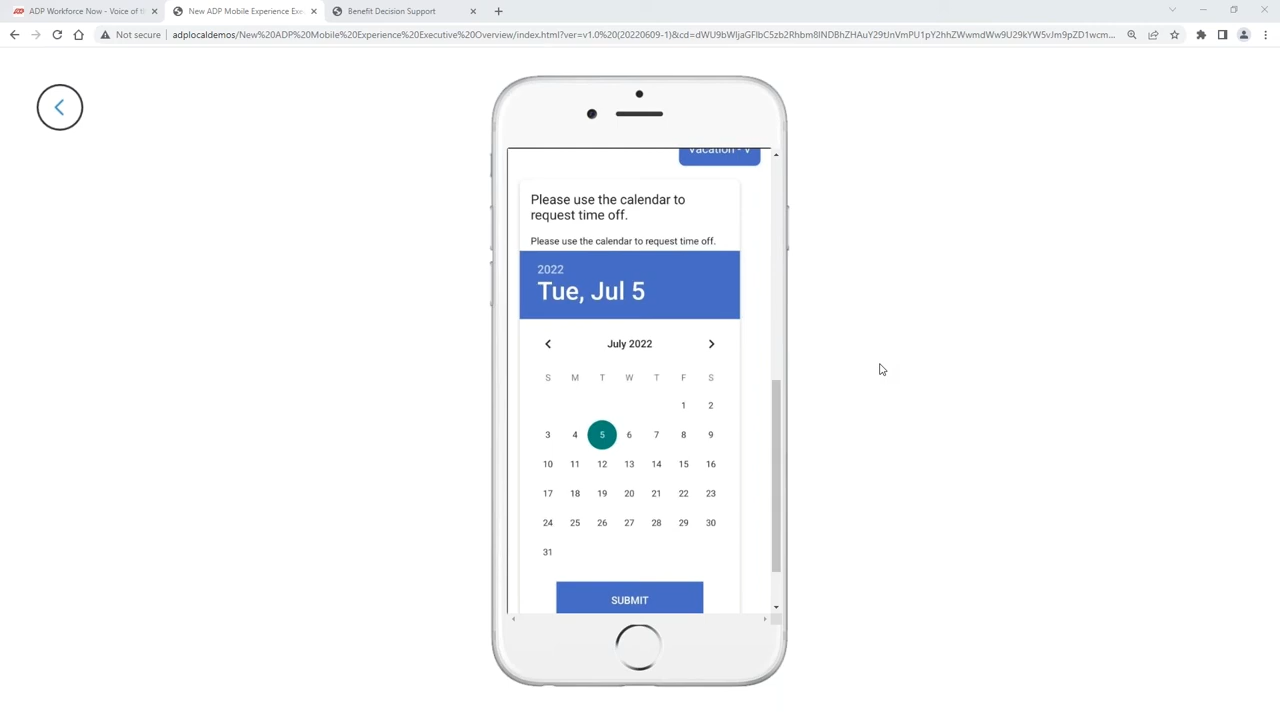 ADP Workforce Now - Voice of th
New ADP Mobile Experience Exec
Benefit Decision Support
Not secure
adplocaldemos/New%20ADP%20Mobile%20Experience%20Executive%20Overview/index.html?ver=v1.0%20(20220609-1)
Vacation - V
Please use the calendar to
request time off.
Please use the calendar to request time off.
2022
Tue, Jul 5
July 2022
S M T W T F S
1 2
3 4 5 6 7 8 9
10 11 12 13 14 15 16
17 18 19 20 21 22 23
24 25 26 27 28 29 30
31
SUBMIT